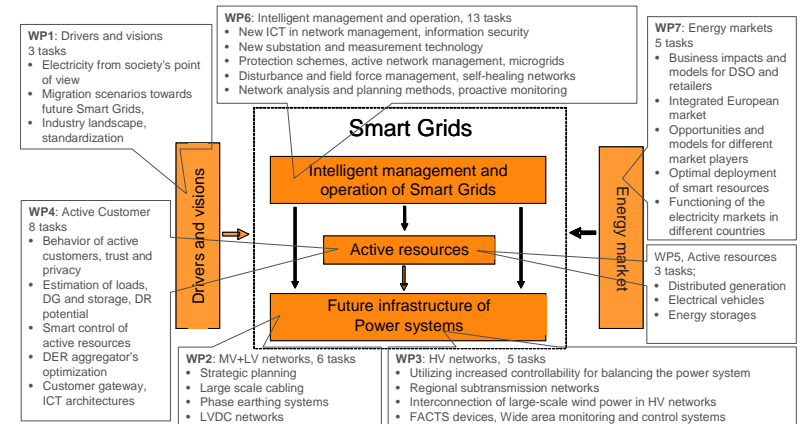 WP1: Drivers and visions
3 tasks
• Electricity from society's point
of view
• Migration scenarios towards
future Smart Grids,
• Industry landscape,
standardization
WP6: Intelligent management and operation, 13 tasks
• New ICT in network management, information security
• New substation and measurement technology
• Protection schemes, active network management, microgrids
• Disturbance and field force management, self-healing networks
• Network analysis and planning methods, proactive monitoring
WP7: Energy markets
5 tasks
• Business impacts and
models for DSO and
retailers
• Integrated European
market
• Opportunities and
models for different
market players
• Optimal deployment
of smart resources
• Functioning of the
electricity markets in
different countries
Smart Grids
Intelligent management and
operation of Smart Grids
Drivers and visions
Active resources
Energy market
Future infrastructure of
Power systems
WP4: Active Customer
8 tasks
• Behavior of active
customers, trust and
privacy
• Estimation of loads,
DG and storage, DR
potential
• Smart control of
active resources
• DER aggregator's
optimization
• Customer gateway,
ICT architectures
WP5, Active resources
3 tasks;
• Distributed generation
• Electrical vehicles
• Energy storages
WP2: MV+LV networks, 6 tasks
• Strategic planning
• Large scale cabling
• Phase earthing systems
• LVDC networks
WP3: HV networks, 5 tasks
• Utilizing increased controllability for balancing the power system
• Regional subtransmission networks
• Interconnection of large-scale wind power in HV networks
• FACTS devices, Wide area monitoring and control systems